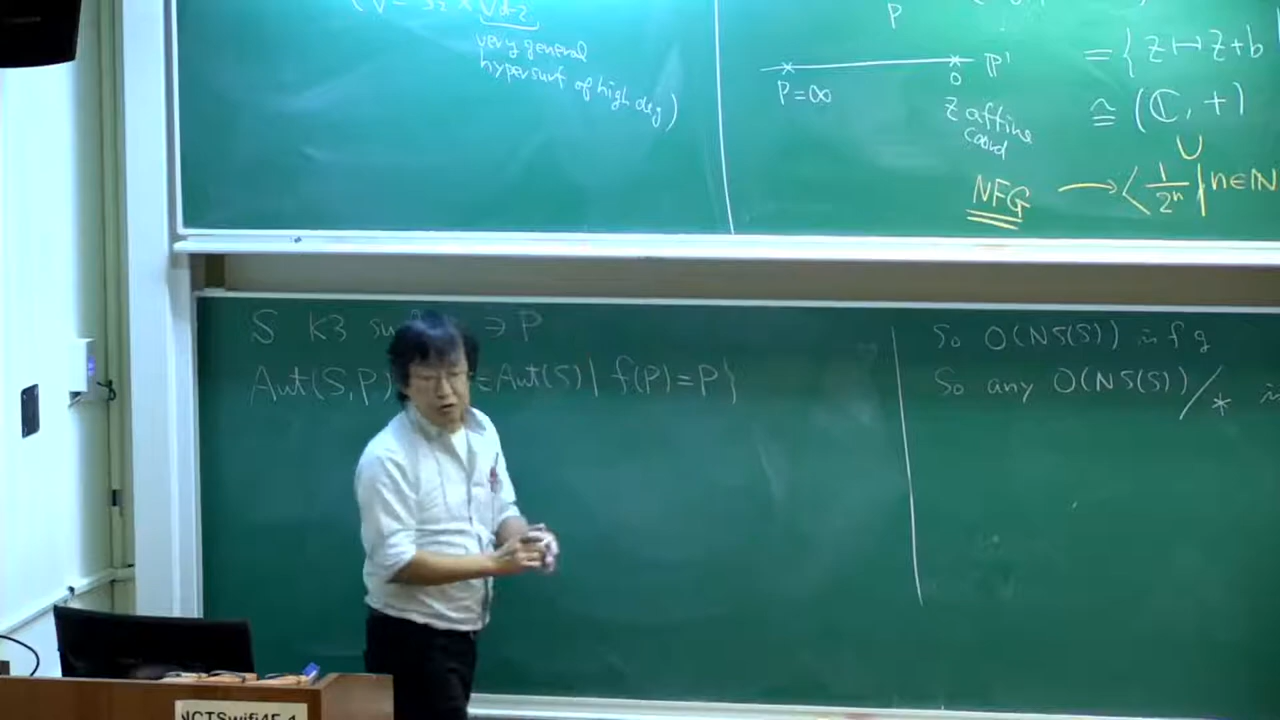 very general
hypersurf of high deg)
P
P=∞
0
ℙ¹
z affine
coord
= { z ↦ z+b
≅ (ℂ, +)
∪
NFG → ⟨ 1/2ⁿ | n∈ℕ
S K3 ∋ P
Aut(S,P) =Aut(S) | f(P)=P}
So O(NS(S)) is f g
So any O(NS(S))/*